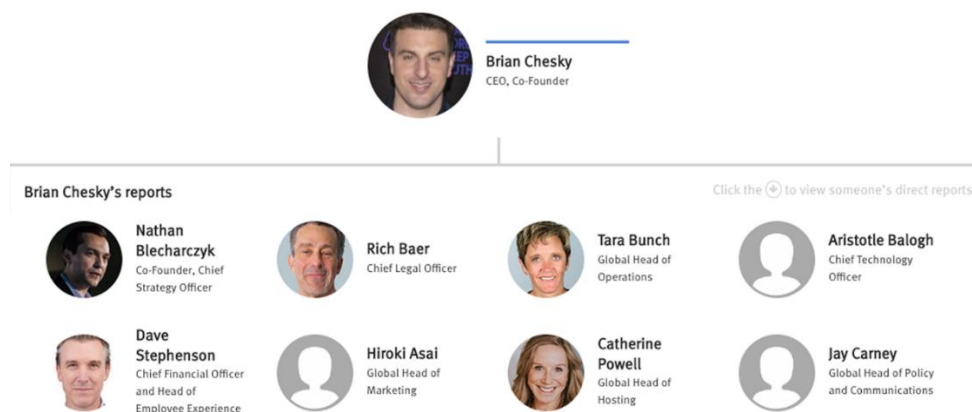 Brian Chesky
CEO, Co-Founder
Brian Chesky's reports
Click the to view someone's direct reports
Nathan
Blecharczyk
Co-Founder, Chief
Strategy Officer
Rich Baer
Chief Legal Officer
Tara Bunch
Global Head of
Operations
Aristotle Balogh
Chief Technology
Officer
Dave
Stephenson
Chief Financial Officer
and Head of
Employee Experience
Hiroki Asai
Global Head of
Marketing
Catherine
Powell
Global Head of
Hosting
Jay Carney
Global Head of Policy
and Communications